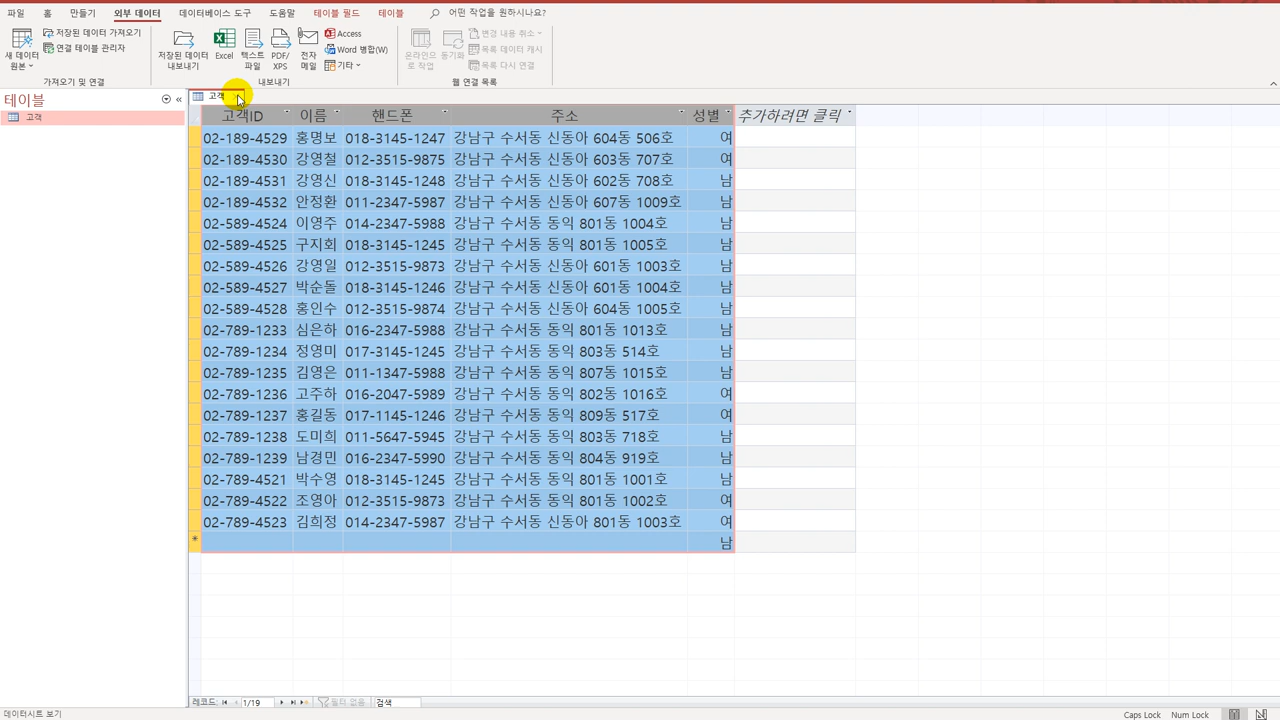 파일 홈 만들기 외부 데이터 데이터베이스 도구 도움말 테이블 필드 테이블 어떤 작업을 원하시나요?
새 데이터 원본
저장된 데이터 가져오기
연결 테이블 관리자
가져오기 및 연결
저장된 데이터 내보내기
Excel
텍스트 파일
PDF/ XPS
전자 메일
Access
Word 병합(W)
기타
내보내기
온라인으로 작업
동기화
변경 내용 취소
목록 데이터 캐시
목록 다시 연결
웹 연결 목록
테이블
고객
고객
고객ID 이름 핸드폰 주소 성별 추가하려면 클릭
02-189-4529 홍명보 018-3145-1247 강남구 수서동 신동아 604동 506호 여
02-189-4530 강영철 012-3515-9875 강남구 수서동 신동아 603동 707호 여
02-189-4531 강영신 018-3145-1248 강남구 수서동 신동아 602동 708호 남
02-189-4532 안정환 011-2347-5987 강남구 수서동 신동아 607동 1009호 남
02-589-4524 이영주 014-2347-5988 강남구 수서동 동익 801동 1004호 남
02-589-4525 구지회 018-3145-1245 강남구 수서동 동익 801동 1005호 남
02-589-4526 강영일 012-3515-9873 강남구 수서동 신동아 601동 1003호 남
02-589-4527 박순돌 018-3145-1246 강남구 수서동 신동아 601동 1004호 남
02-589-4528 홍인수 012-3515-9874 강남구 수서동 신동아 604동 1005호 남
02-789-1233 심은하 016-2347-5988 강남구 수서동 동익 801동 1013호 남
02-789-1234 정영미 017-3145-1245 강남구 수서동 동익 803동 514호 남
02-789-1235 김영은 011-1347-5988 강남구 수서동 동익 807동 1015호 남
02-789-1236 고주하 016-2047-5989 강남구 수서동 동익 802동 1016호 여
02-789-1237 홍길동 017-1145-1246 강남구 수서동 동익 809동 517호 여
02-789-1238 도미희 011-5647-5945 강남구 수서동 동익 803동 718호 남
02-789-1239 남경민 016-2347-5990 강남구 수서동 동익 804동 919호 남
02-789-4521 박수영 018-3145-1245 강남구 수서동 동익 801동 1001호 남
02-789-4522 조영아 012-3515-9873 강남구 수서동 동익 801동 1002호 여
02-789-4523 김희정 014-2347-5987 강남구 수서동 신동아 801동 1003호 여
* 남
레코드: 1/19 필터 없음 검색
데이터시트 보기 Caps Lock Num Lock